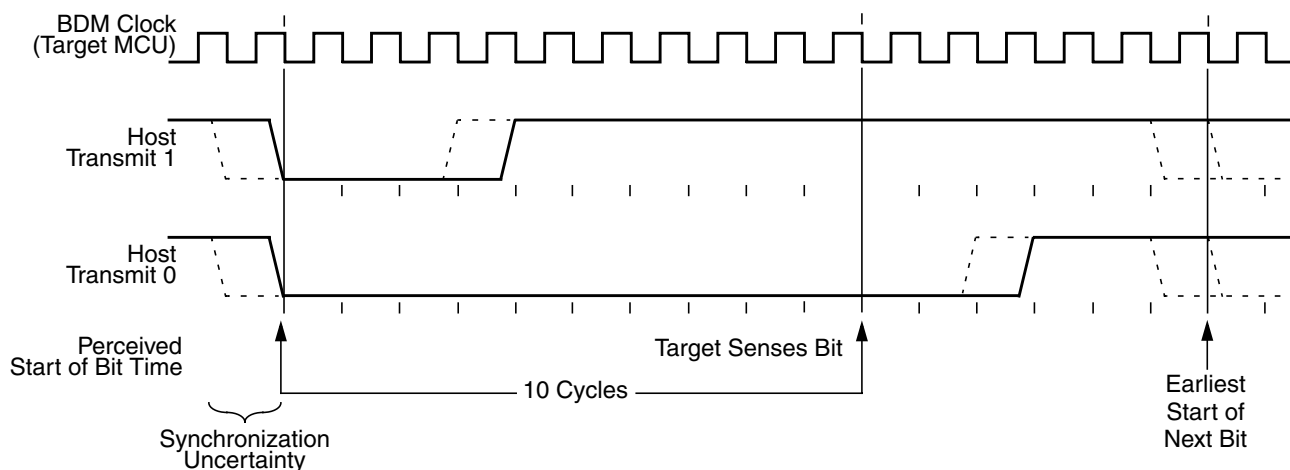 BDM Clock
(Target MCU)
Host
Transmit 1
Host
Transmit 0
Perceived
Start of Bit Time
Target Senses Bit
10 Cycles
Synchronization
Uncertainty
Earliest
Start of
Next Bit